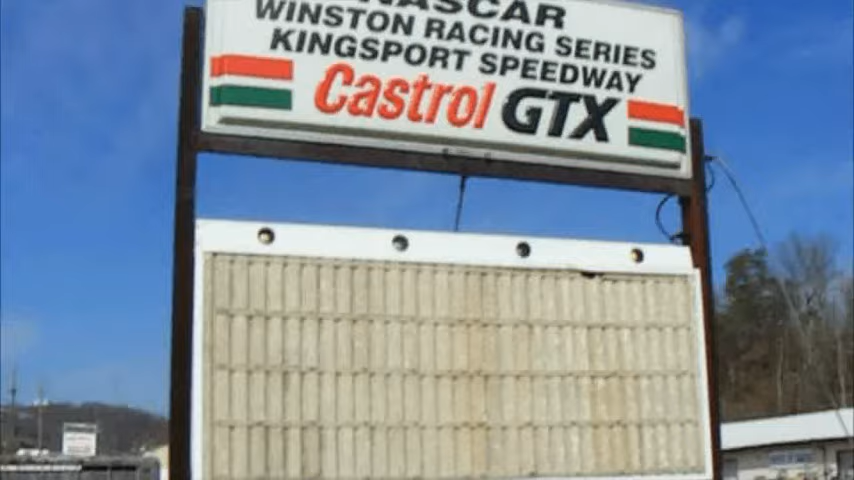 NASCAR
WINSTON RACING SERIES
KINGSPORT SPEEDWAY
Castrol GTX